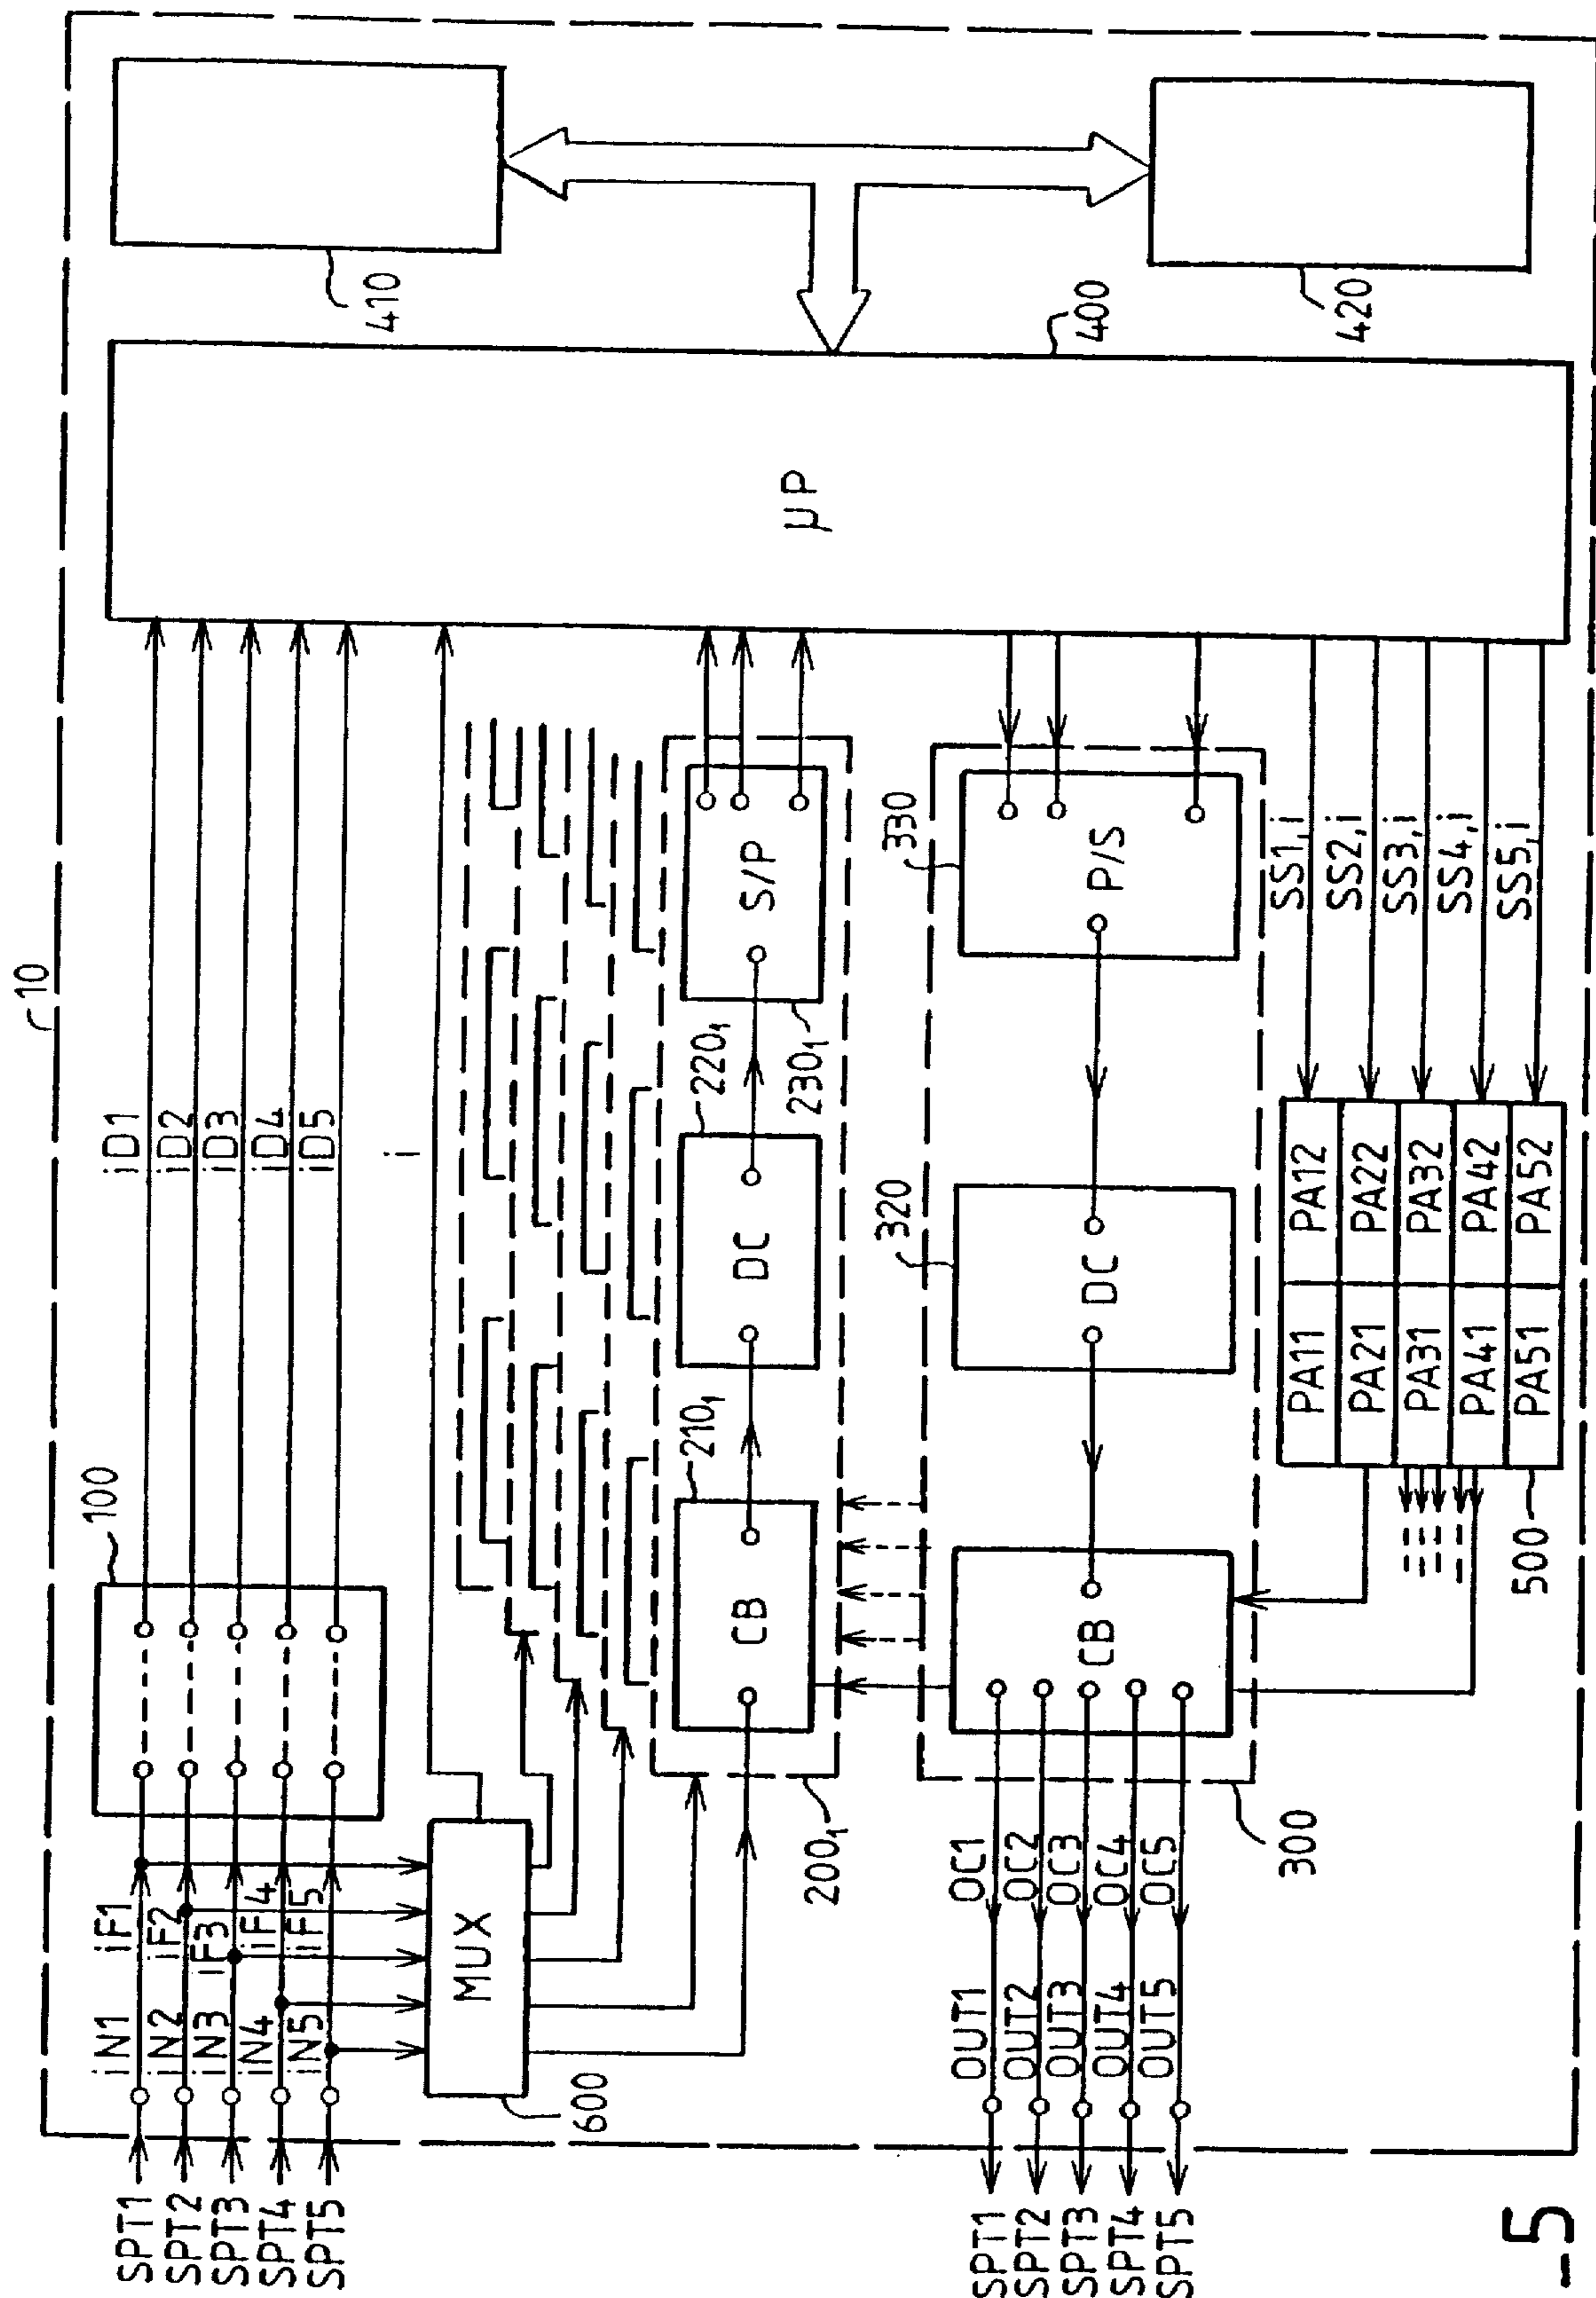 10
SPT1
SPT2
SPT3
SPT4
SPT5
iN1
iN2
iN3
iN4
iN5
iF1
iF2
iF3
iF4
iF5
100
iD1
iD2
iD3
iD4
iD5
i
MUX
600
200₁
CB
210₁
DC
220₁
S/P
230₁
µP
400
410
420
SPT1
SPT2
SPT3
SPT4
SPT5
OUT1
OUT2
OUT3
OUT4
OUT5
OC1
OC2
OC3
OC4
OC5
300
CB
DC
320
P/S
330
PA11 PA12
PA21 PA22
PA31 PA32
PA41 PA42
PA51 PA52
500
SS1,i
SS2,i
SS3,i
SS4,i
SS5,i
-5